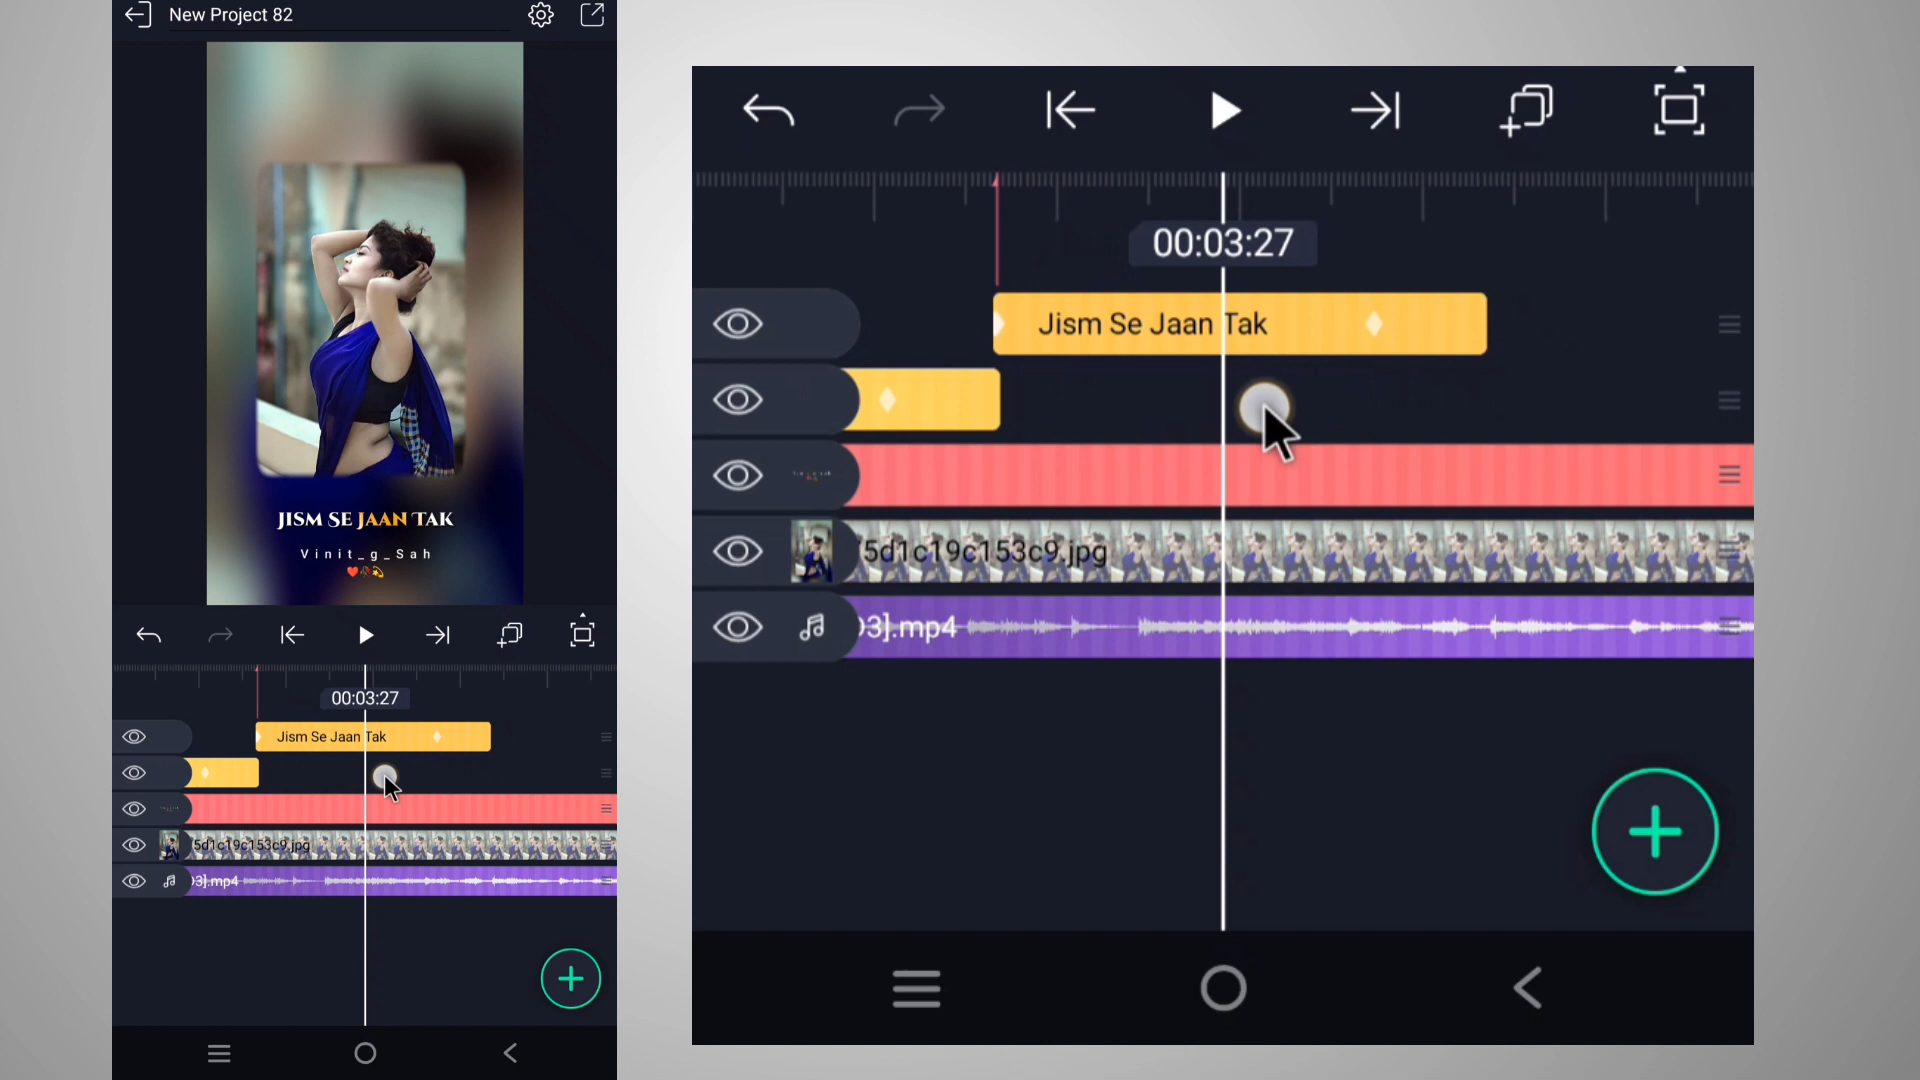 New Project 82
JISM SE JAAN TAK
Vinit_g_Sah
00:03:27
Jism Se Jaan Tak
5d1c19c153c9.jpg
3].mp4
00:03:27
Jism Se Jaan Tak
5d1c19c153c9.jpg
3].mp4